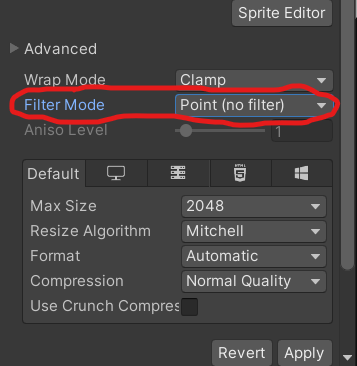 Sprite Editor
Advanced
Wrap Mode Clamp
Filter Mode Point (no filter)
Aniso Level 1
Default
Max Size 2048
Resize Algorithm Mitchell
Format Automatic
Compression Normal Quality
Use Crunch Compres
Revert Apply